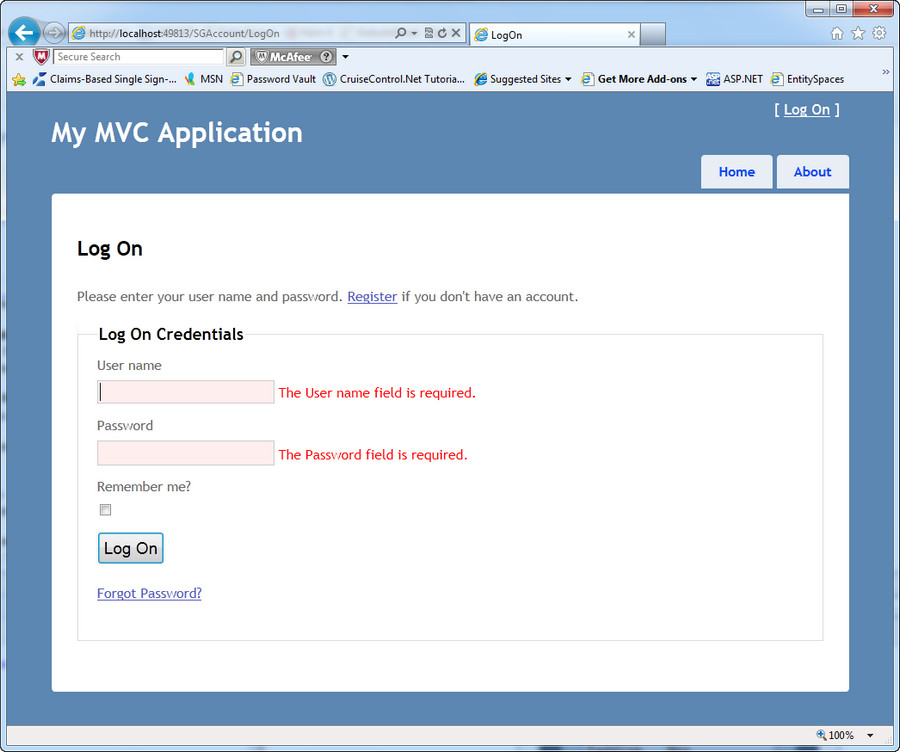 http://localhost:49813/SGAccount/LogOn
LogOn
Secure Search
McAfee
Claims-Based Single Sign-...
MSN
Password Vault
CruiseControl.Net Tutoria...
Suggested Sites
Get More Add-ons
ASP.NET
EntitySpaces
[ Log On ]
My MVC Application
Home
About
Log On
Please enter your user name and password. Register if you don't have an account.
Log On Credentials
User name
The User name field is required.
Password
The Password field is required.
Remember me?
Log On
Forgot Password?
100%